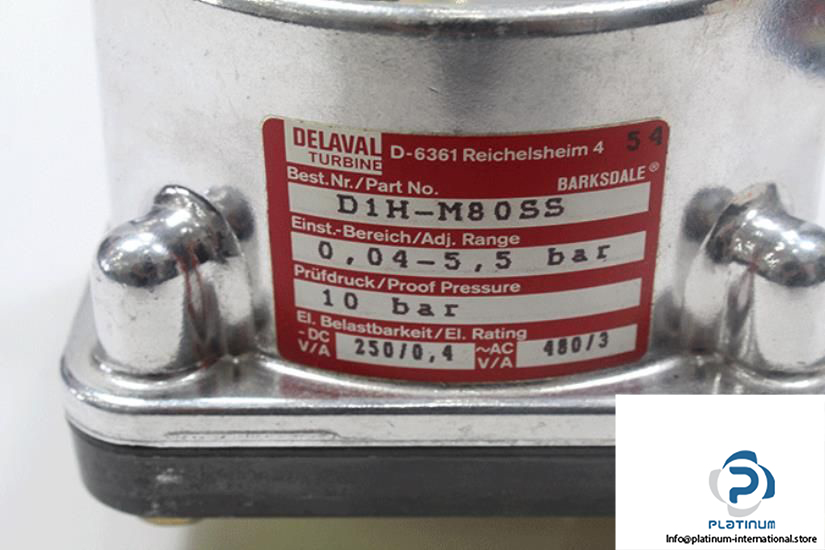 DELAVAL
TURBINE
D-6361 Reichelsheim 4
54
Best.Nr./Part No.
BARKSDALE®
D1H-M80SS
Einst.-Bereich/Adj. Range
0,04-5,5 bar
Prüfdruck/Proof Pressure
10 bar
El. Belastbarkeit/El. Rating
-DC V/A 250/0,4 ~AC V/A 480/3
PLATINUM
Info@platinum-international.store